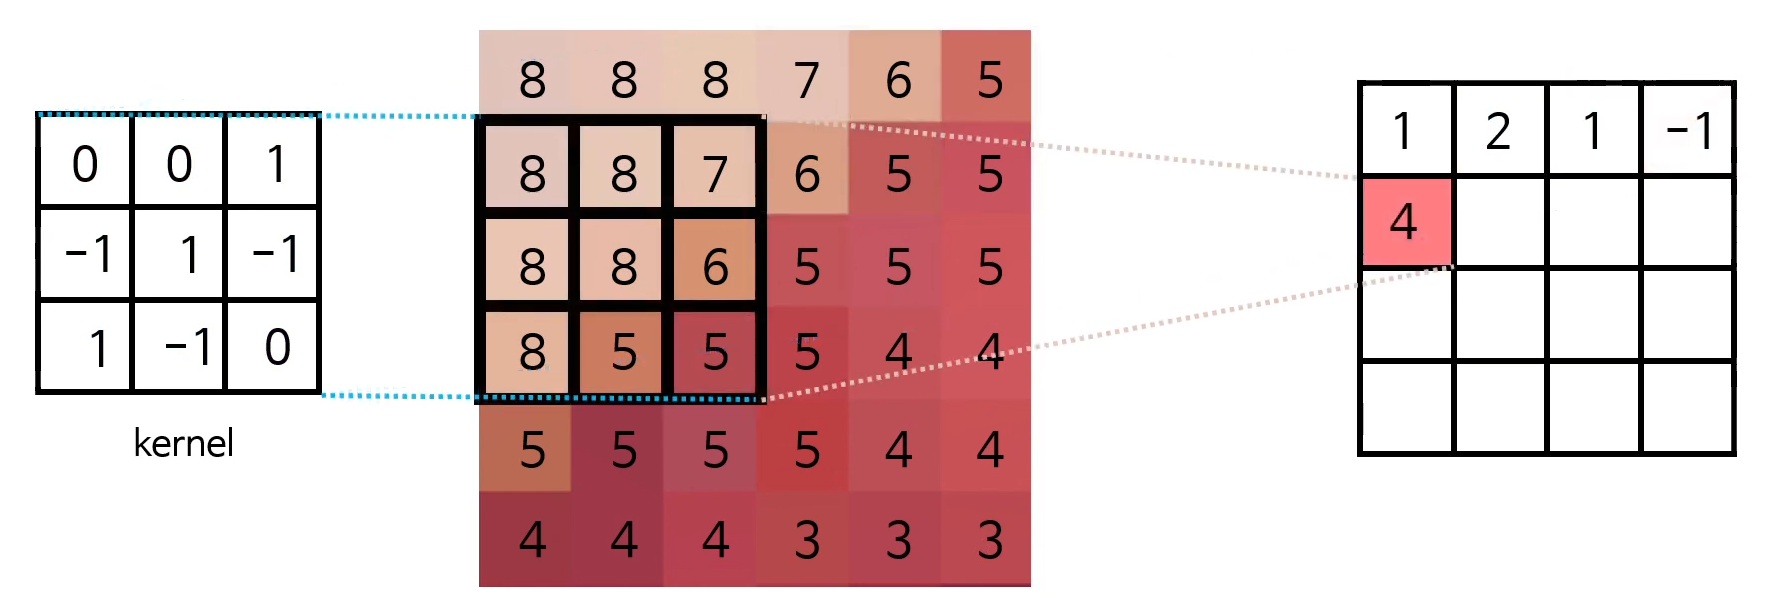 0 0 1
-1 1 -1
1 -1 0
kernel
8 8 8 7 6 5
8 8 7 6 5 5
8 8 6 5 5 5
8 5 5 5 4 4
5 5 5 5 4 4
4 4 4 3 3 3
1 2 1 -1
4